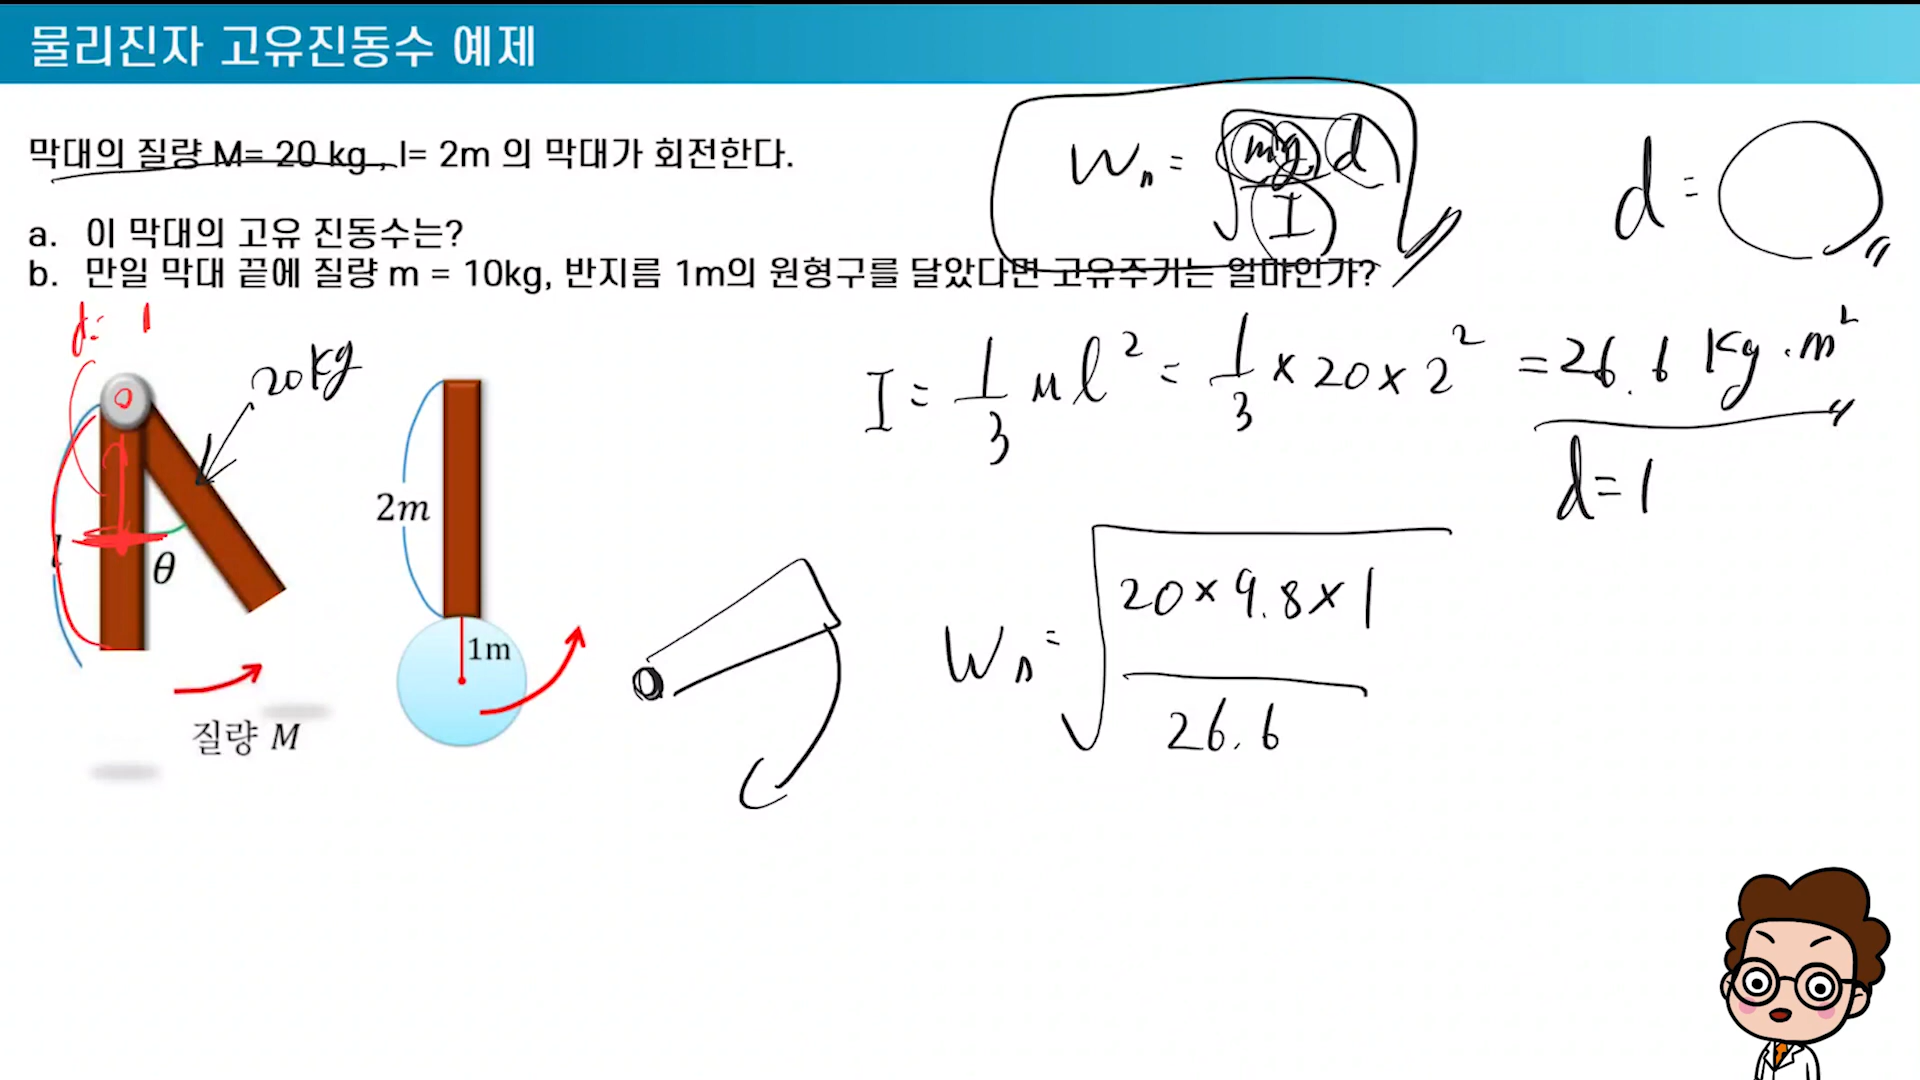 물리진자 고유진동수 예제
막대의 질량 M= 20 kg , l= 2m 의 막대가 회전한다.
a. 이 막대의 고유 진동수는?
b. 만일 막대 끝에 질량 m = 10kg, 반지름 1m의 원형구를 달았다면 고유주기는 얼마인가?
Wn = √(mgd / I)
d =
d = 1
20kg
I = 1/3 Ml² = 1/3 × 20 × 2² = 26.6 kg·m²
d = 1
2m
l
θ
1m
질량 M
Wn = √(20 × 9.8 × 1 / 26.6)